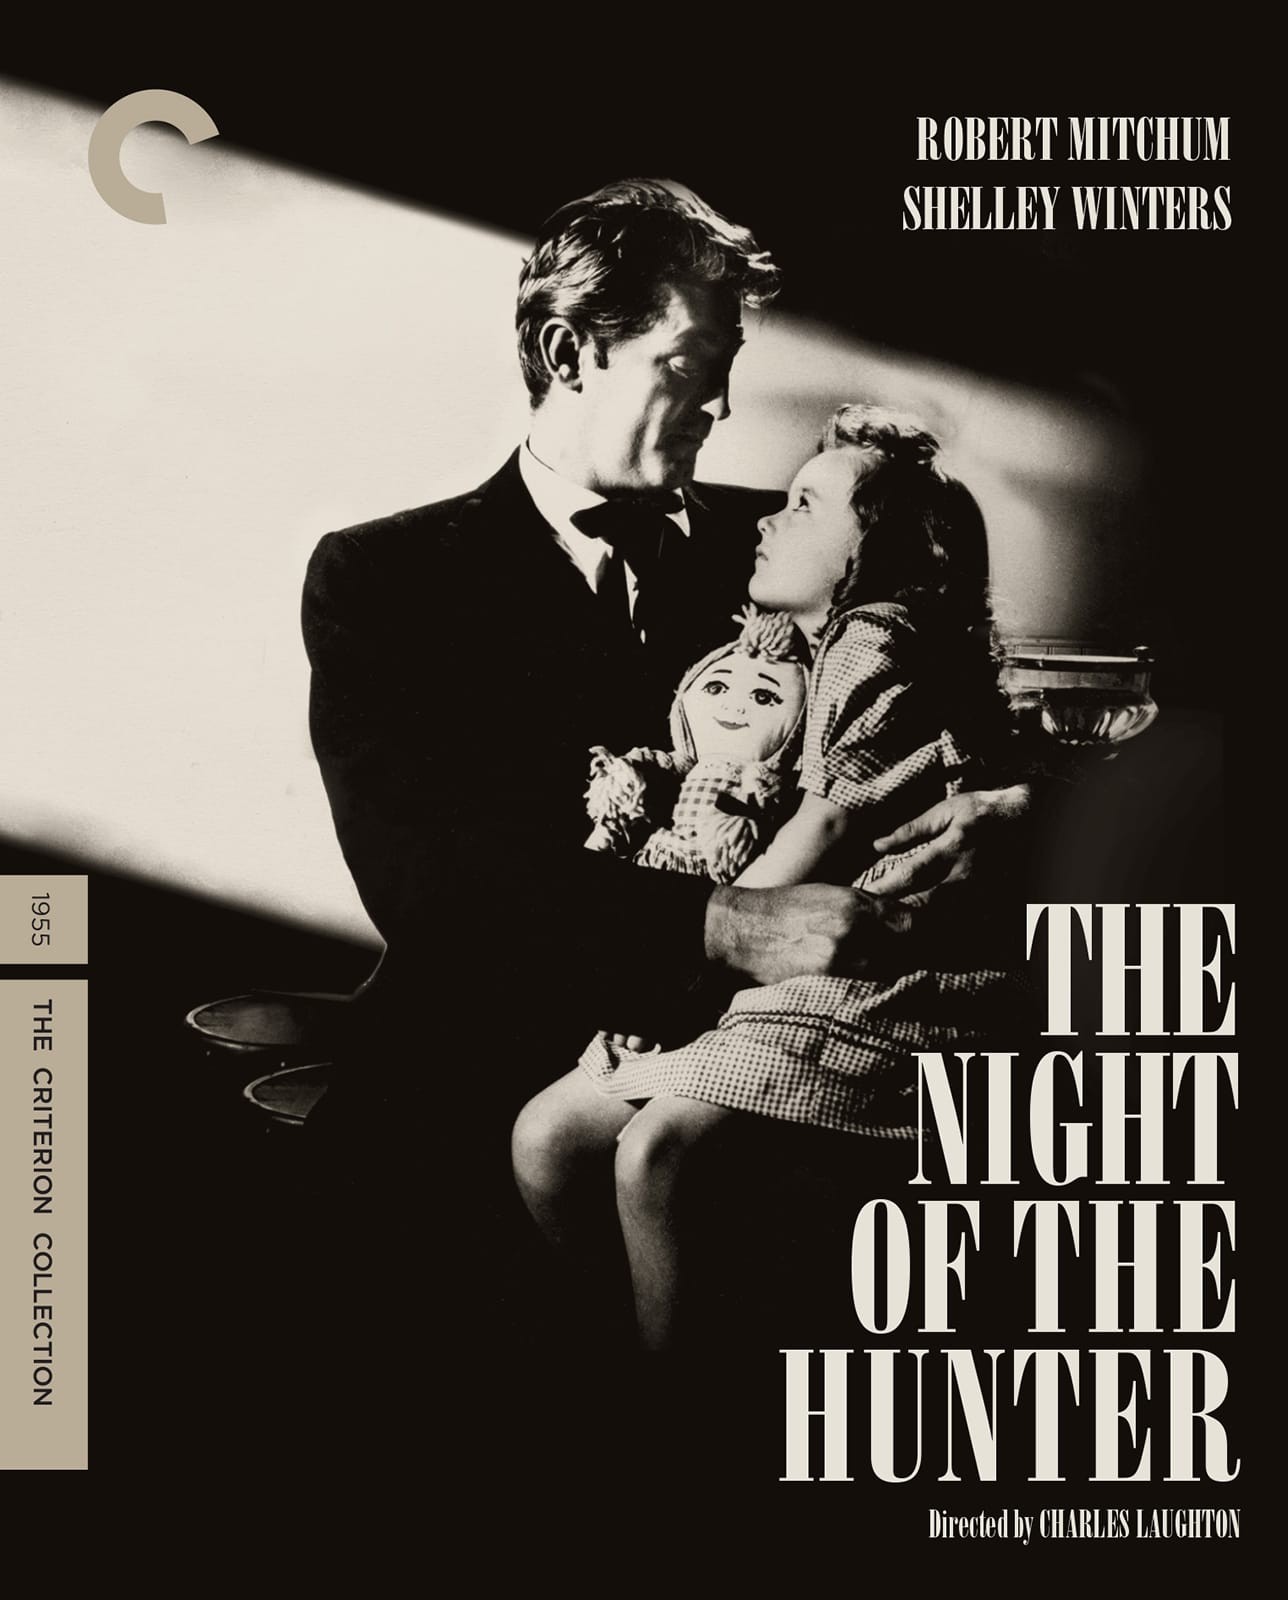 ROBERT MITCHUM
SHELLEY WINTERS
1955
THE CRITERION COLLECTION
THE
NIGHT
OF THE
HUNTER
Directed by CHARLES LAUGHTON